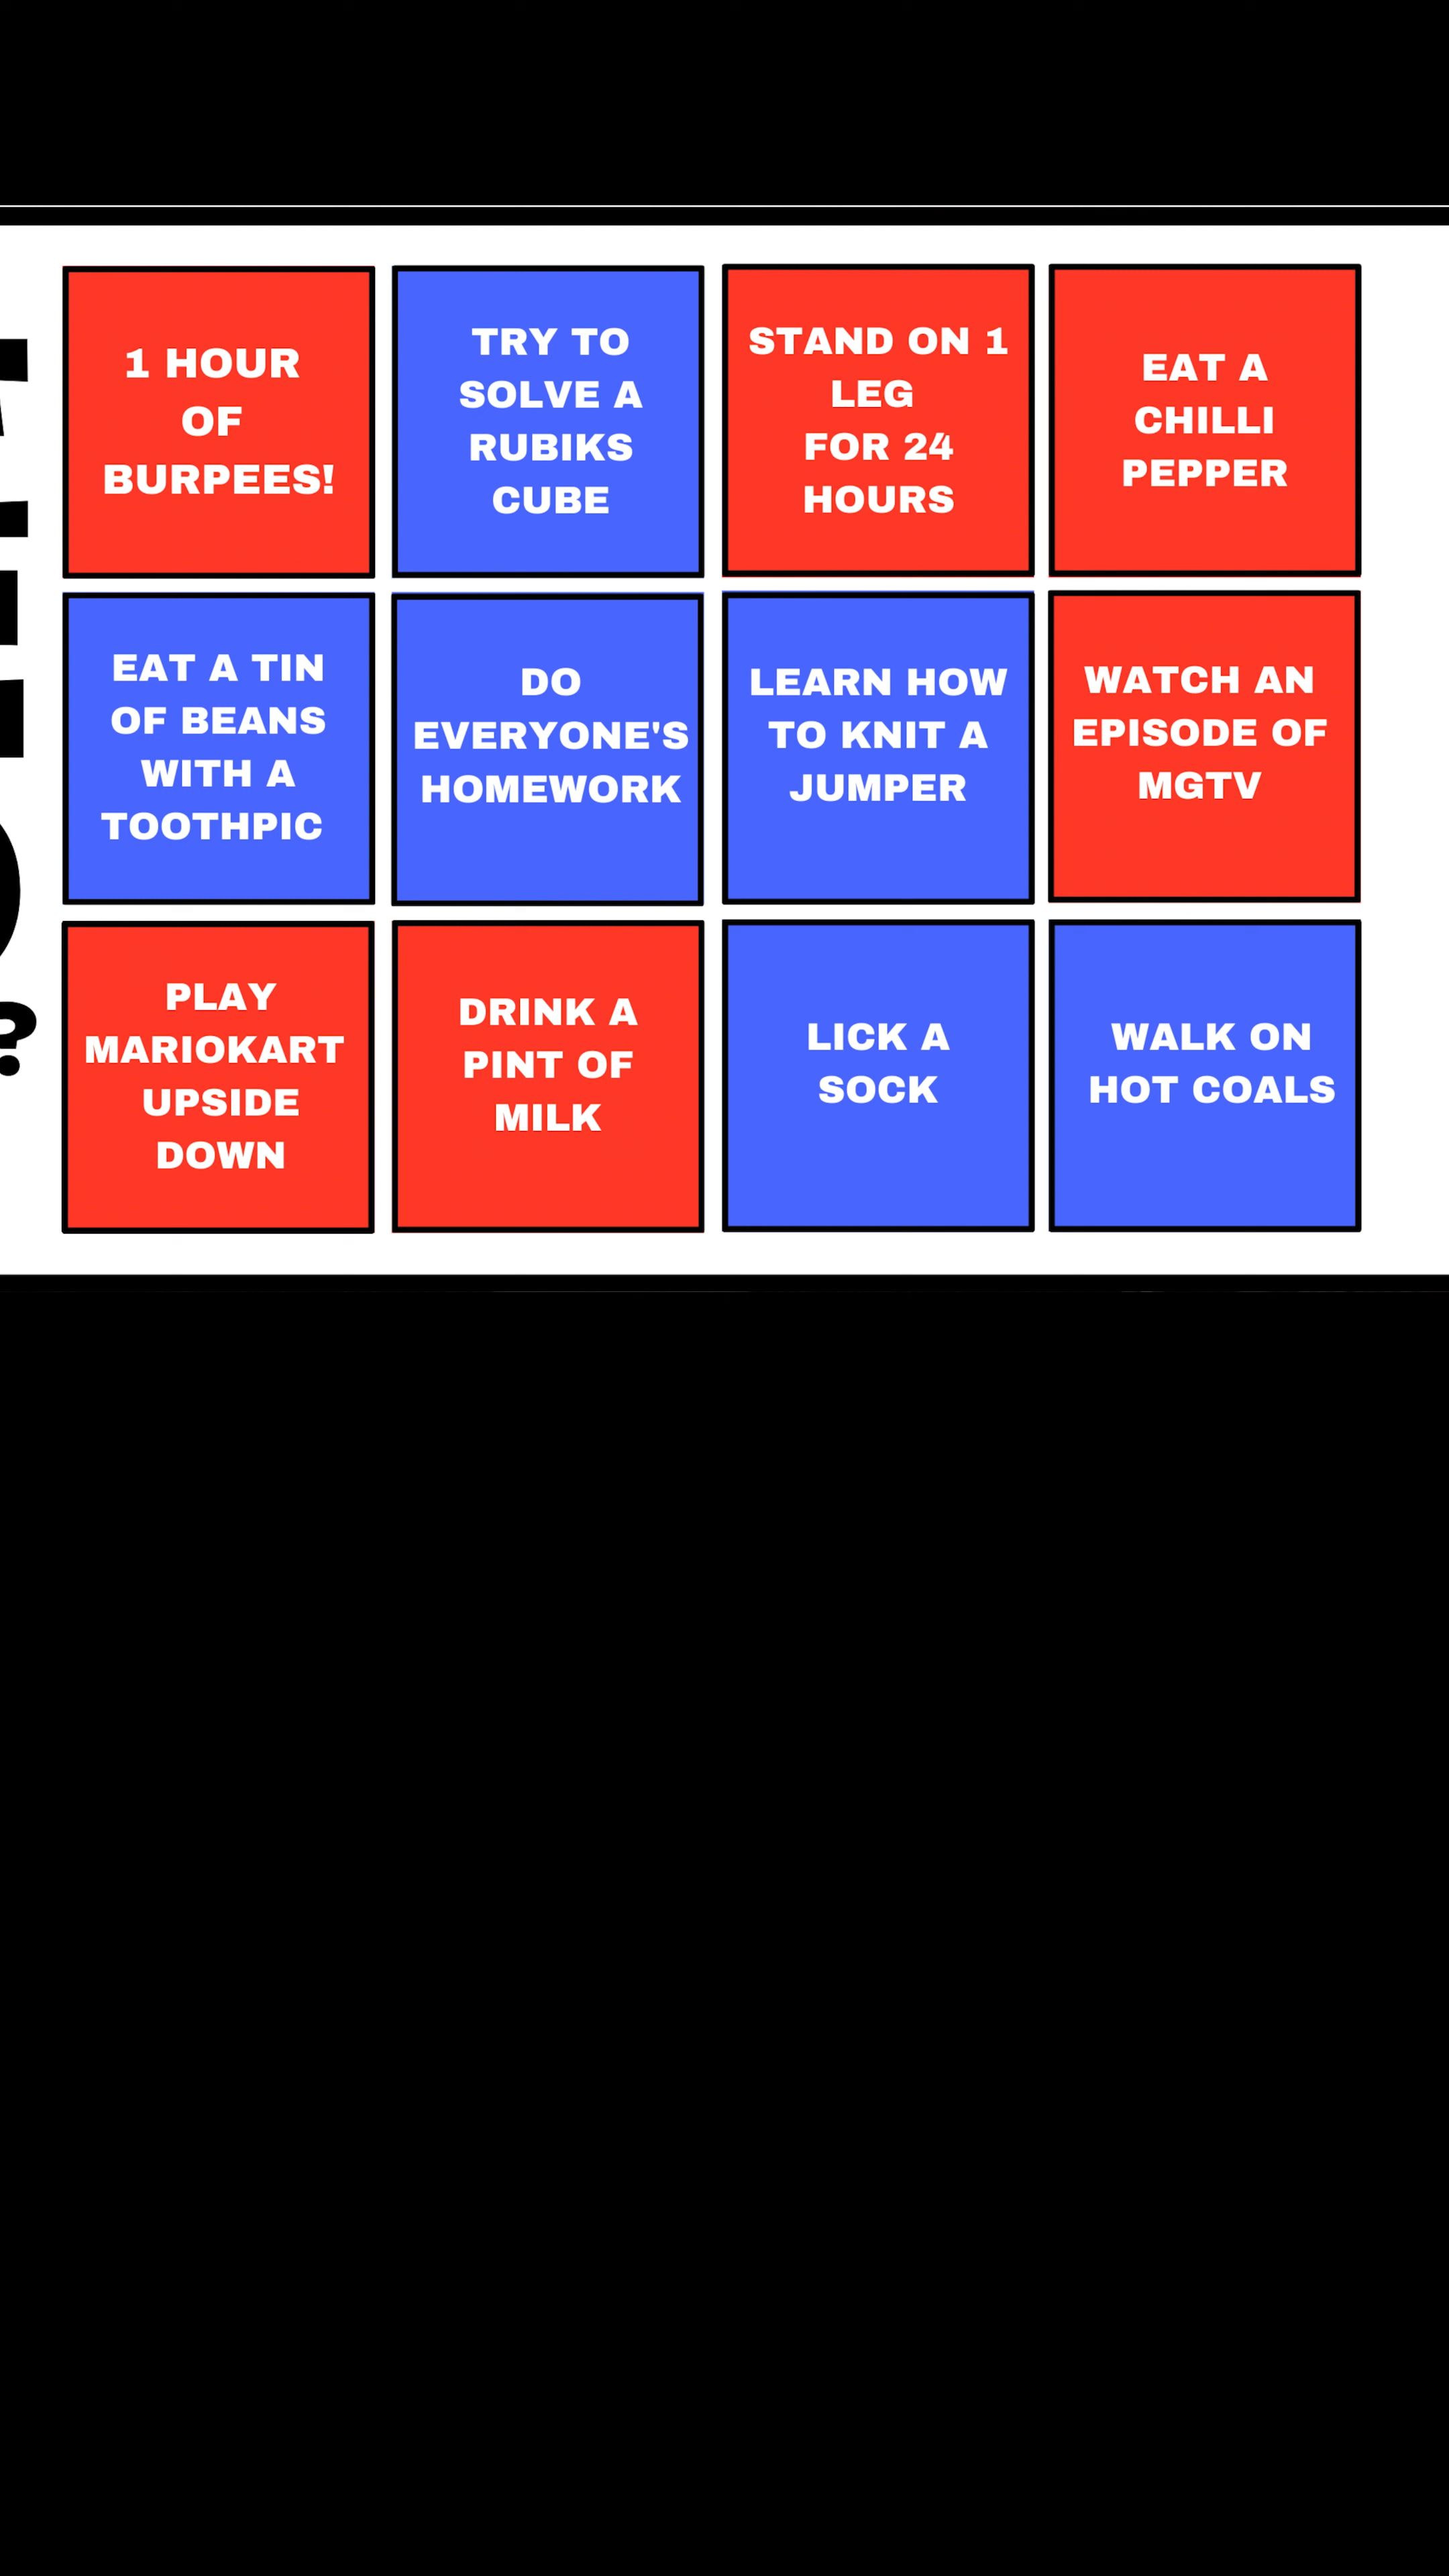 1 HOUR
OF
BURPEES!
TRY TO
SOLVE A
RUBIKS
CUBE
STAND ON 1
LEG
FOR 24
HOURS
EAT A
CHILLI
PEPPER
EAT A TIN
OF BEANS
WITH A
TOOTHPIC
DO
EVERYONE'S
HOMEWORK
LEARN HOW
TO KNIT A
JUMPER
WATCH AN
EPISODE OF
MGTV
PLAY
MARIOKART
UPSIDE
DOWN
DRINK A
PINT OF
MILK
LICK A
SOCK
WALK ON
HOT COALS
?